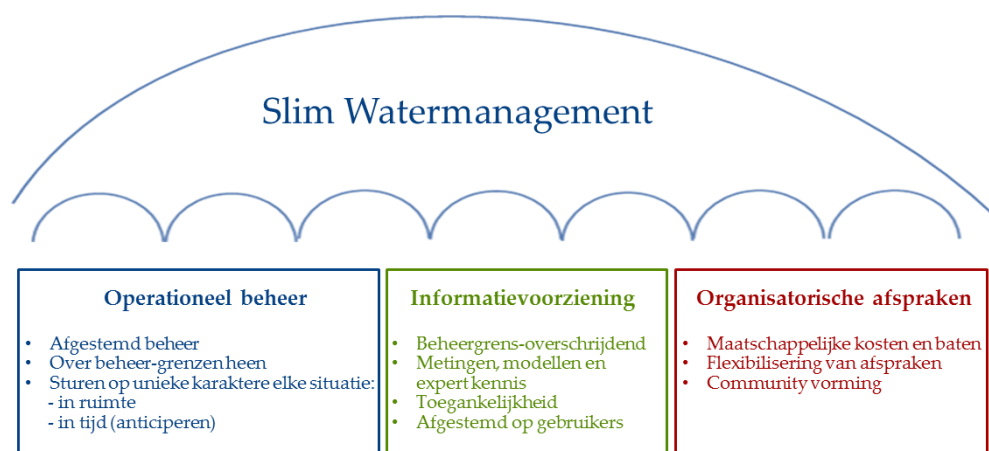 Slim Watermanagement
Operationeel beheer
• Afgestemd beheer
• Over beheer-grenzen heen
• Sturen op unieke karaktere elke situatie:
- in ruimte
- in tijd (anticiperen)
Informatievoorziening
• Beheergrens-overschrijdend
• Metingen, modellen en
expert kennis
• Toegankelijkheid
• Afgestemd op gebruikers
Organisatorische afspraken
• Maatschappelijke kosten en baten
• Flexibilisering van afspraken
• Community vorming